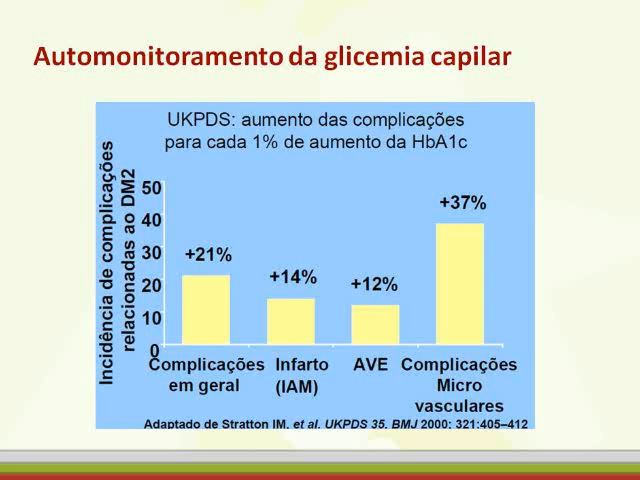 Automonitoramento da glicemia capilar
UKPDS: aumento das complicações
para cada 1% de aumento da HbA1c
Incidência de complicações
relacionadas ao DM2
50
40
30
20
10
0
+21%
+14%
+12%
+37%
Complicações
em geral
Infarto
(IAM)
AVE
Complicações
Micro
vasculares
Adaptado de Stratton IM, et al. UKPDS 35. BMJ 2000; 321:405–412